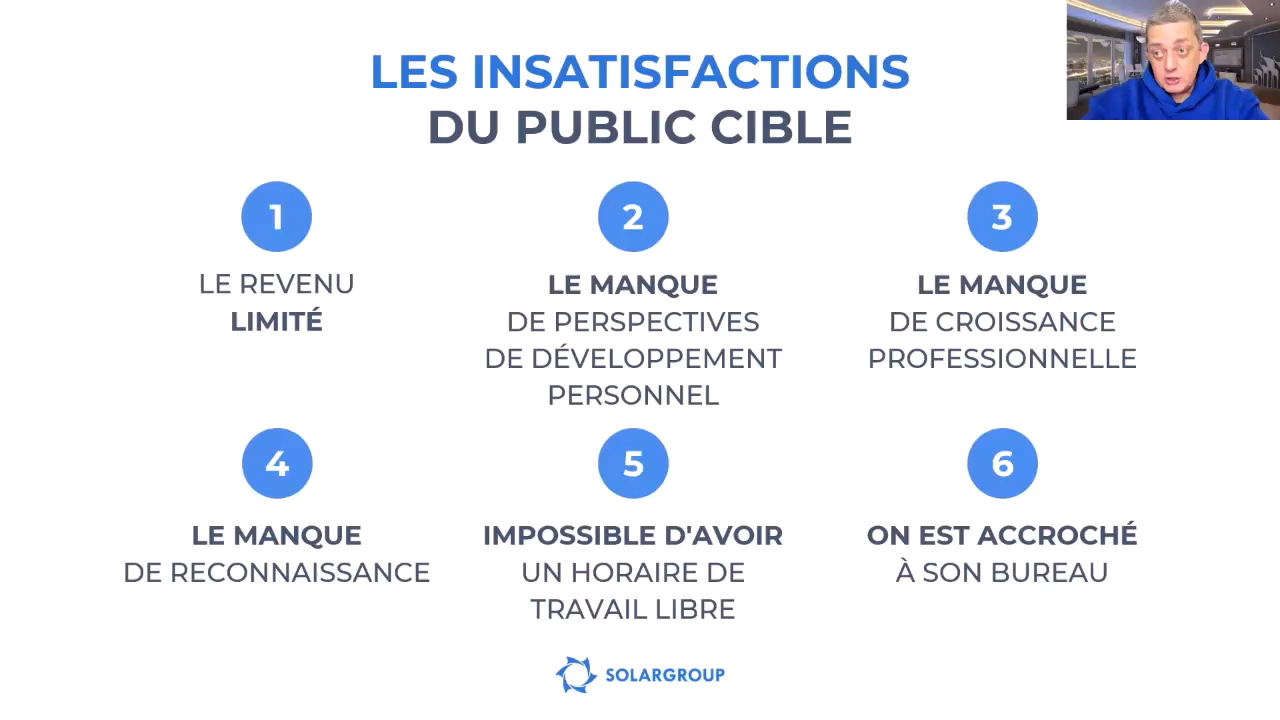 LES INSATISFACTIONS
DU PUBLIC CIBLE
1
LE REVENU
LIMITÉ
2
LE MANQUE
DE PERSPECTIVES
DE DÉVELOPPEMENT
PERSONNEL
3
LE MANQUE
DE CROISSANCE
PROFESSIONNELLE
4
LE MANQUE
DE RECONNAISSANCE
5
IMPOSSIBLE D'AVOIR
UN HORAIRE DE
TRAVAIL LIBRE
6
ON EST ACCROCHÉ
À SON BUREAU
SOLARGROUP